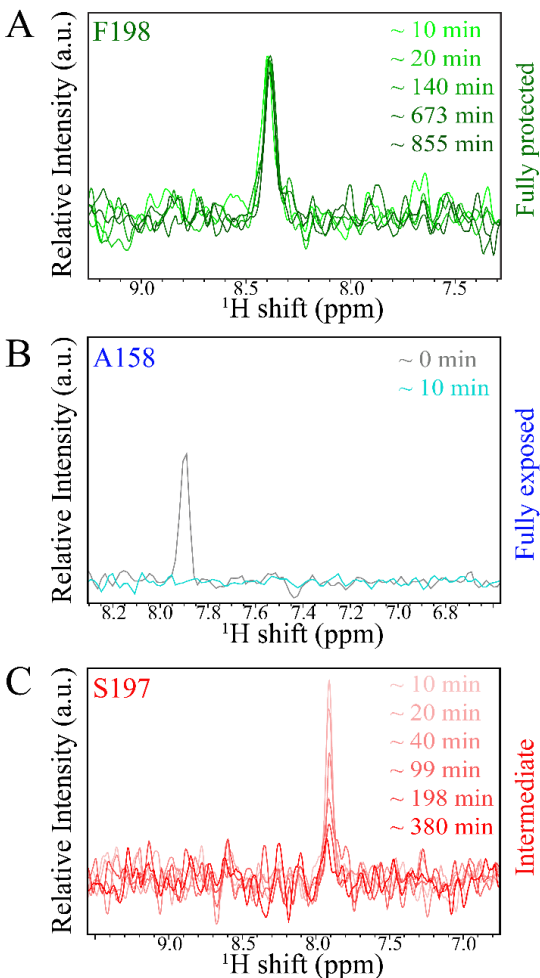 A
F198
~ 10 min
~ 20 min
~ 140 min
~ 673 min
~ 855 min
Relative Intensity (a.u.)
Fully protected
9.0 8.5 8.0 7.5
¹H shift (ppm)
B
A158
~ 0 min
~ 10 min
Relative Intensity (a.u.)
Fully exposed
8.2 8.0 7.8 7.6 7.4 7.2 7.0 6.8
¹H shift (ppm)
C
S197
~ 10 min
~ 20 min
~ 40 min
~ 99 min
~ 198 min
~ 380 min
Relative Intensity (a.u.)
Intermediate
9.0 8.5 8.0 7.5 7.0
¹H shift (ppm)